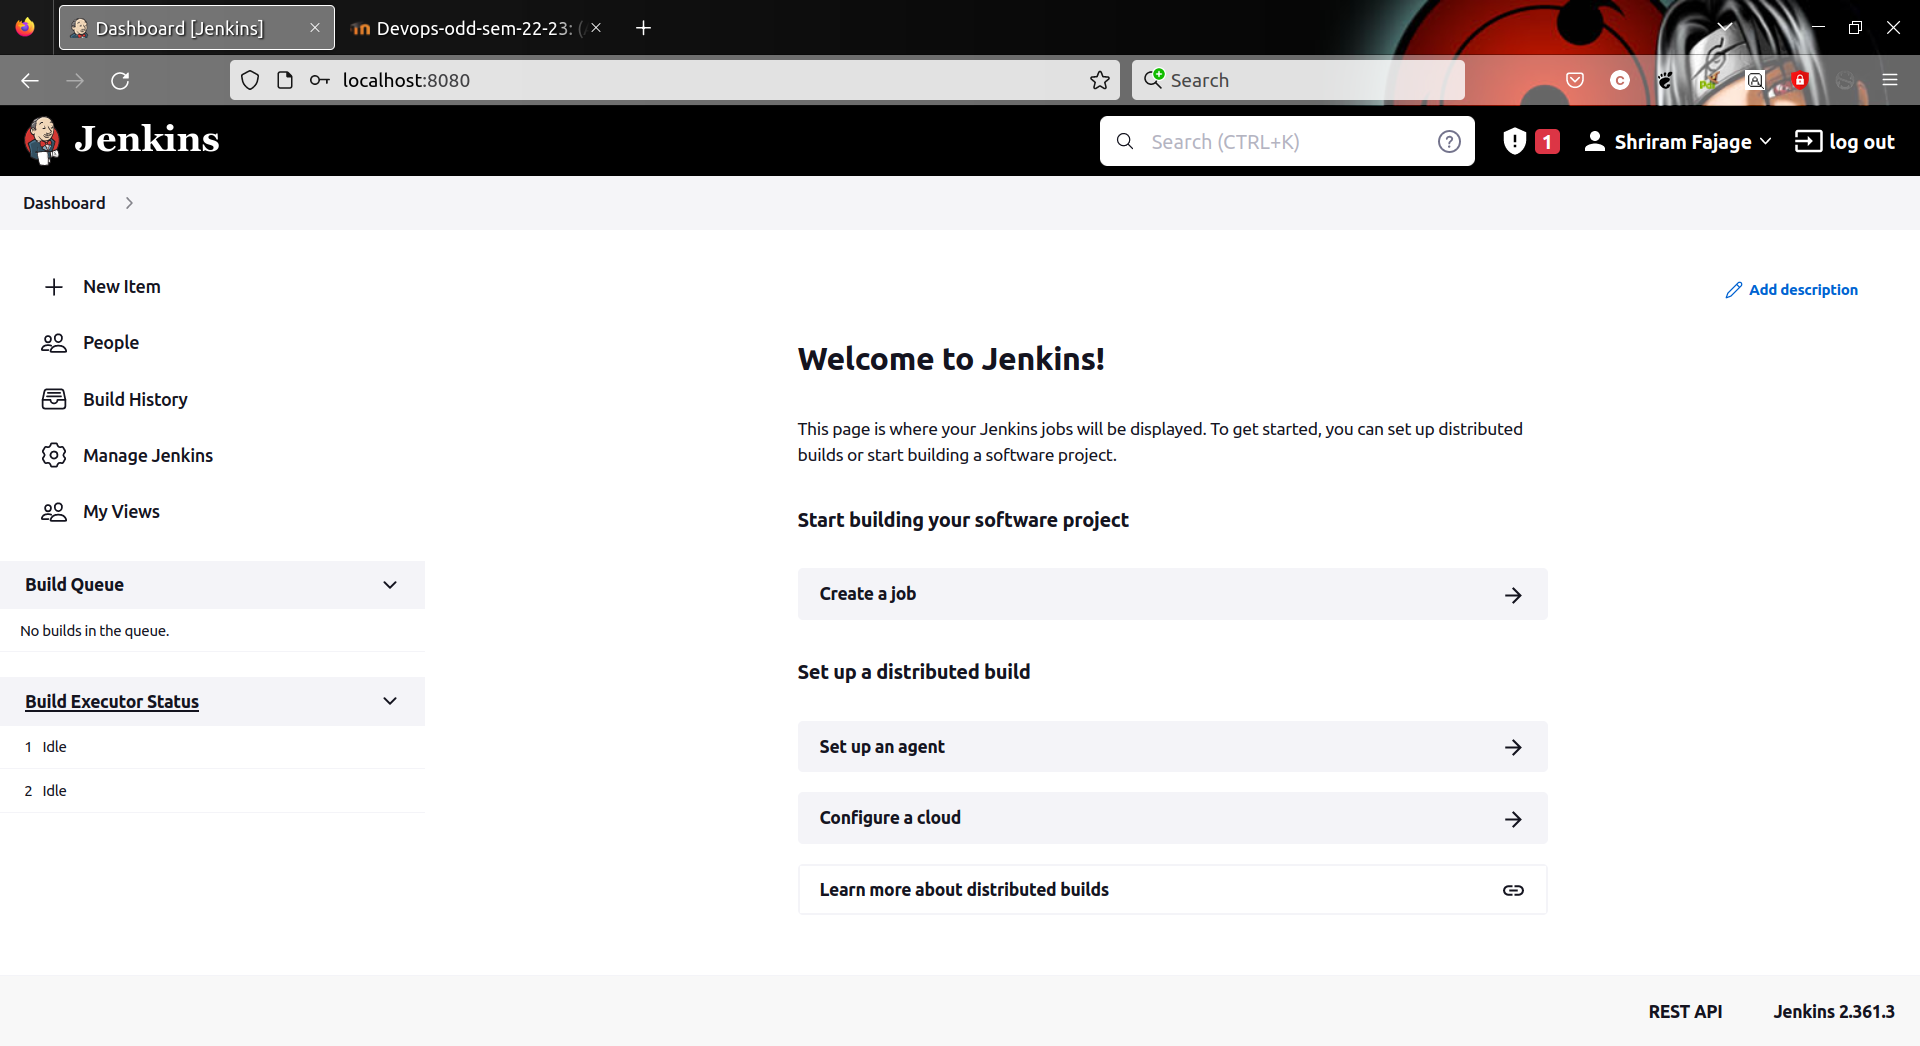 Dashboard [Jenkins]
Devops-odd-sem-22-23: (
localhost:8080
Search
Jenkins
Search (CTRL+K)
1
Shriram Fajage
log out
Dashboard
New Item
People
Build History
Manage Jenkins
My Views
Build Queue
No builds in the queue.
Build Executor Status
1 Idle
2 Idle
Add description
Welcome to Jenkins!
This page is where your Jenkins jobs will be displayed. To get started, you can set up distributed
builds or start building a software project.
Start building your software project
Create a job
Set up a distributed build
Set up an agent
Configure a cloud
Learn more about distributed builds
REST API
Jenkins 2.361.3